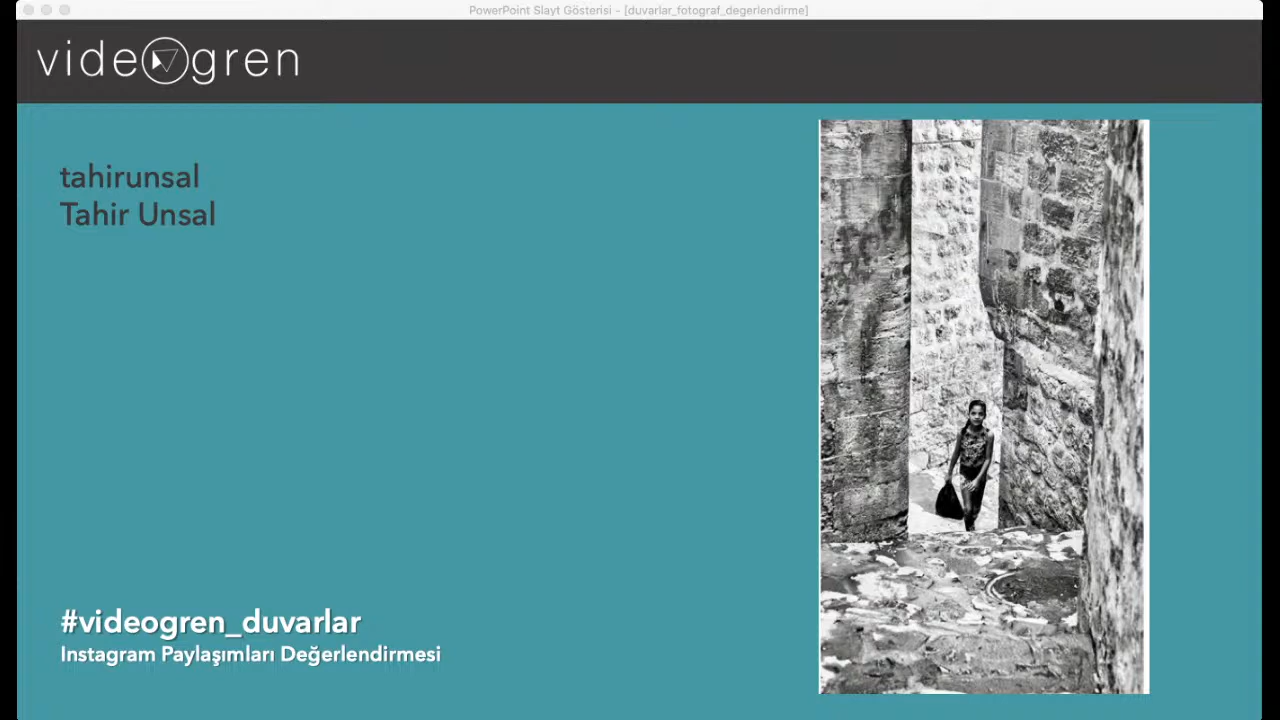 PowerPoint Slayt Gösterisi - [duvarlar_fotograf_degerlendirme]
videogren
tahirunsal
Tahir Unsal
#videogren_duvarlar
Instagram Paylaşımları Değerlendirmesi